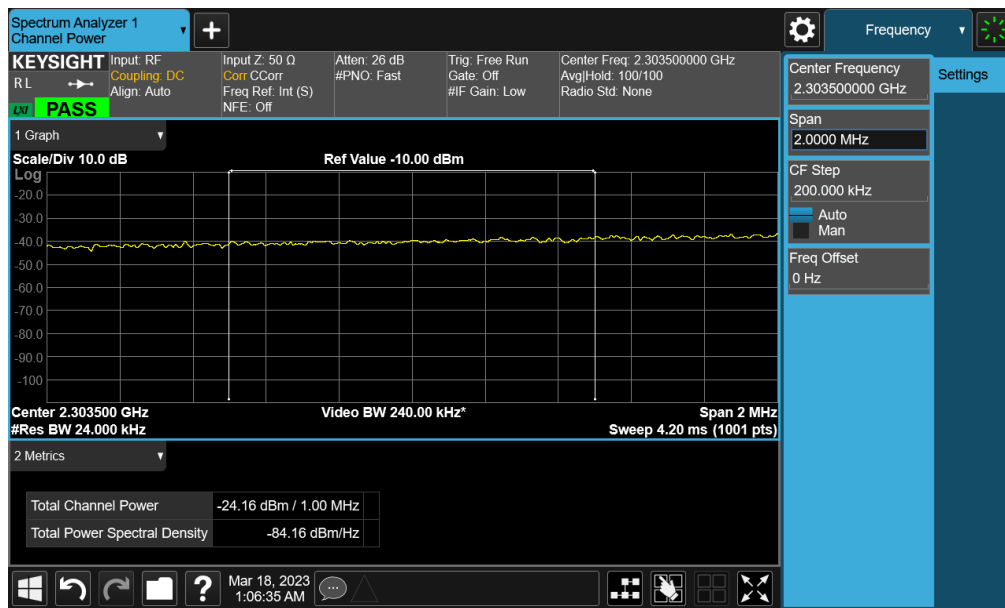 Spectrum Analyzer 1
Channel Power
Frequency
KEYSIGHT
R L
LXI
PASS
Input: RF
Coupling: DC
Align: Auto
Input Z: 50 Ω
Corr CCorr
Freq Ref: Int (S)
NFE: Off
Atten: 26 dB
#PNO: Fast
Trig: Free Run
Gate: Off
#IF Gain: Low
Center Freq: 2.303500000 GHz
Avg|Hold: 100/100
Radio Std: None
Center Frequency
2.303500000 GHz
Settings
Span
2.0000 MHz
CF Step
200.000 kHz
Auto
Man
Freq Offset
0 Hz
1 Graph
Scale/Div 10.0 dB
Ref Value -10.00 dBm
Log
-20.0
-30.0
-40.0
-50.0
-60.0
-70.0
-80.0
-90.0
-100
Center 2.303500 GHz
Video BW 240.00 kHz*
Span 2 MHz
#Res BW 24.000 kHz
Sweep 4.20 ms (1001 pts)
2 Metrics
Total Channel Power
-24.16 dBm / 1.00 MHz
Total Power Spectral Density
-84.16 dBm/Hz
?
Mar 18, 2023
1:06:35 AM